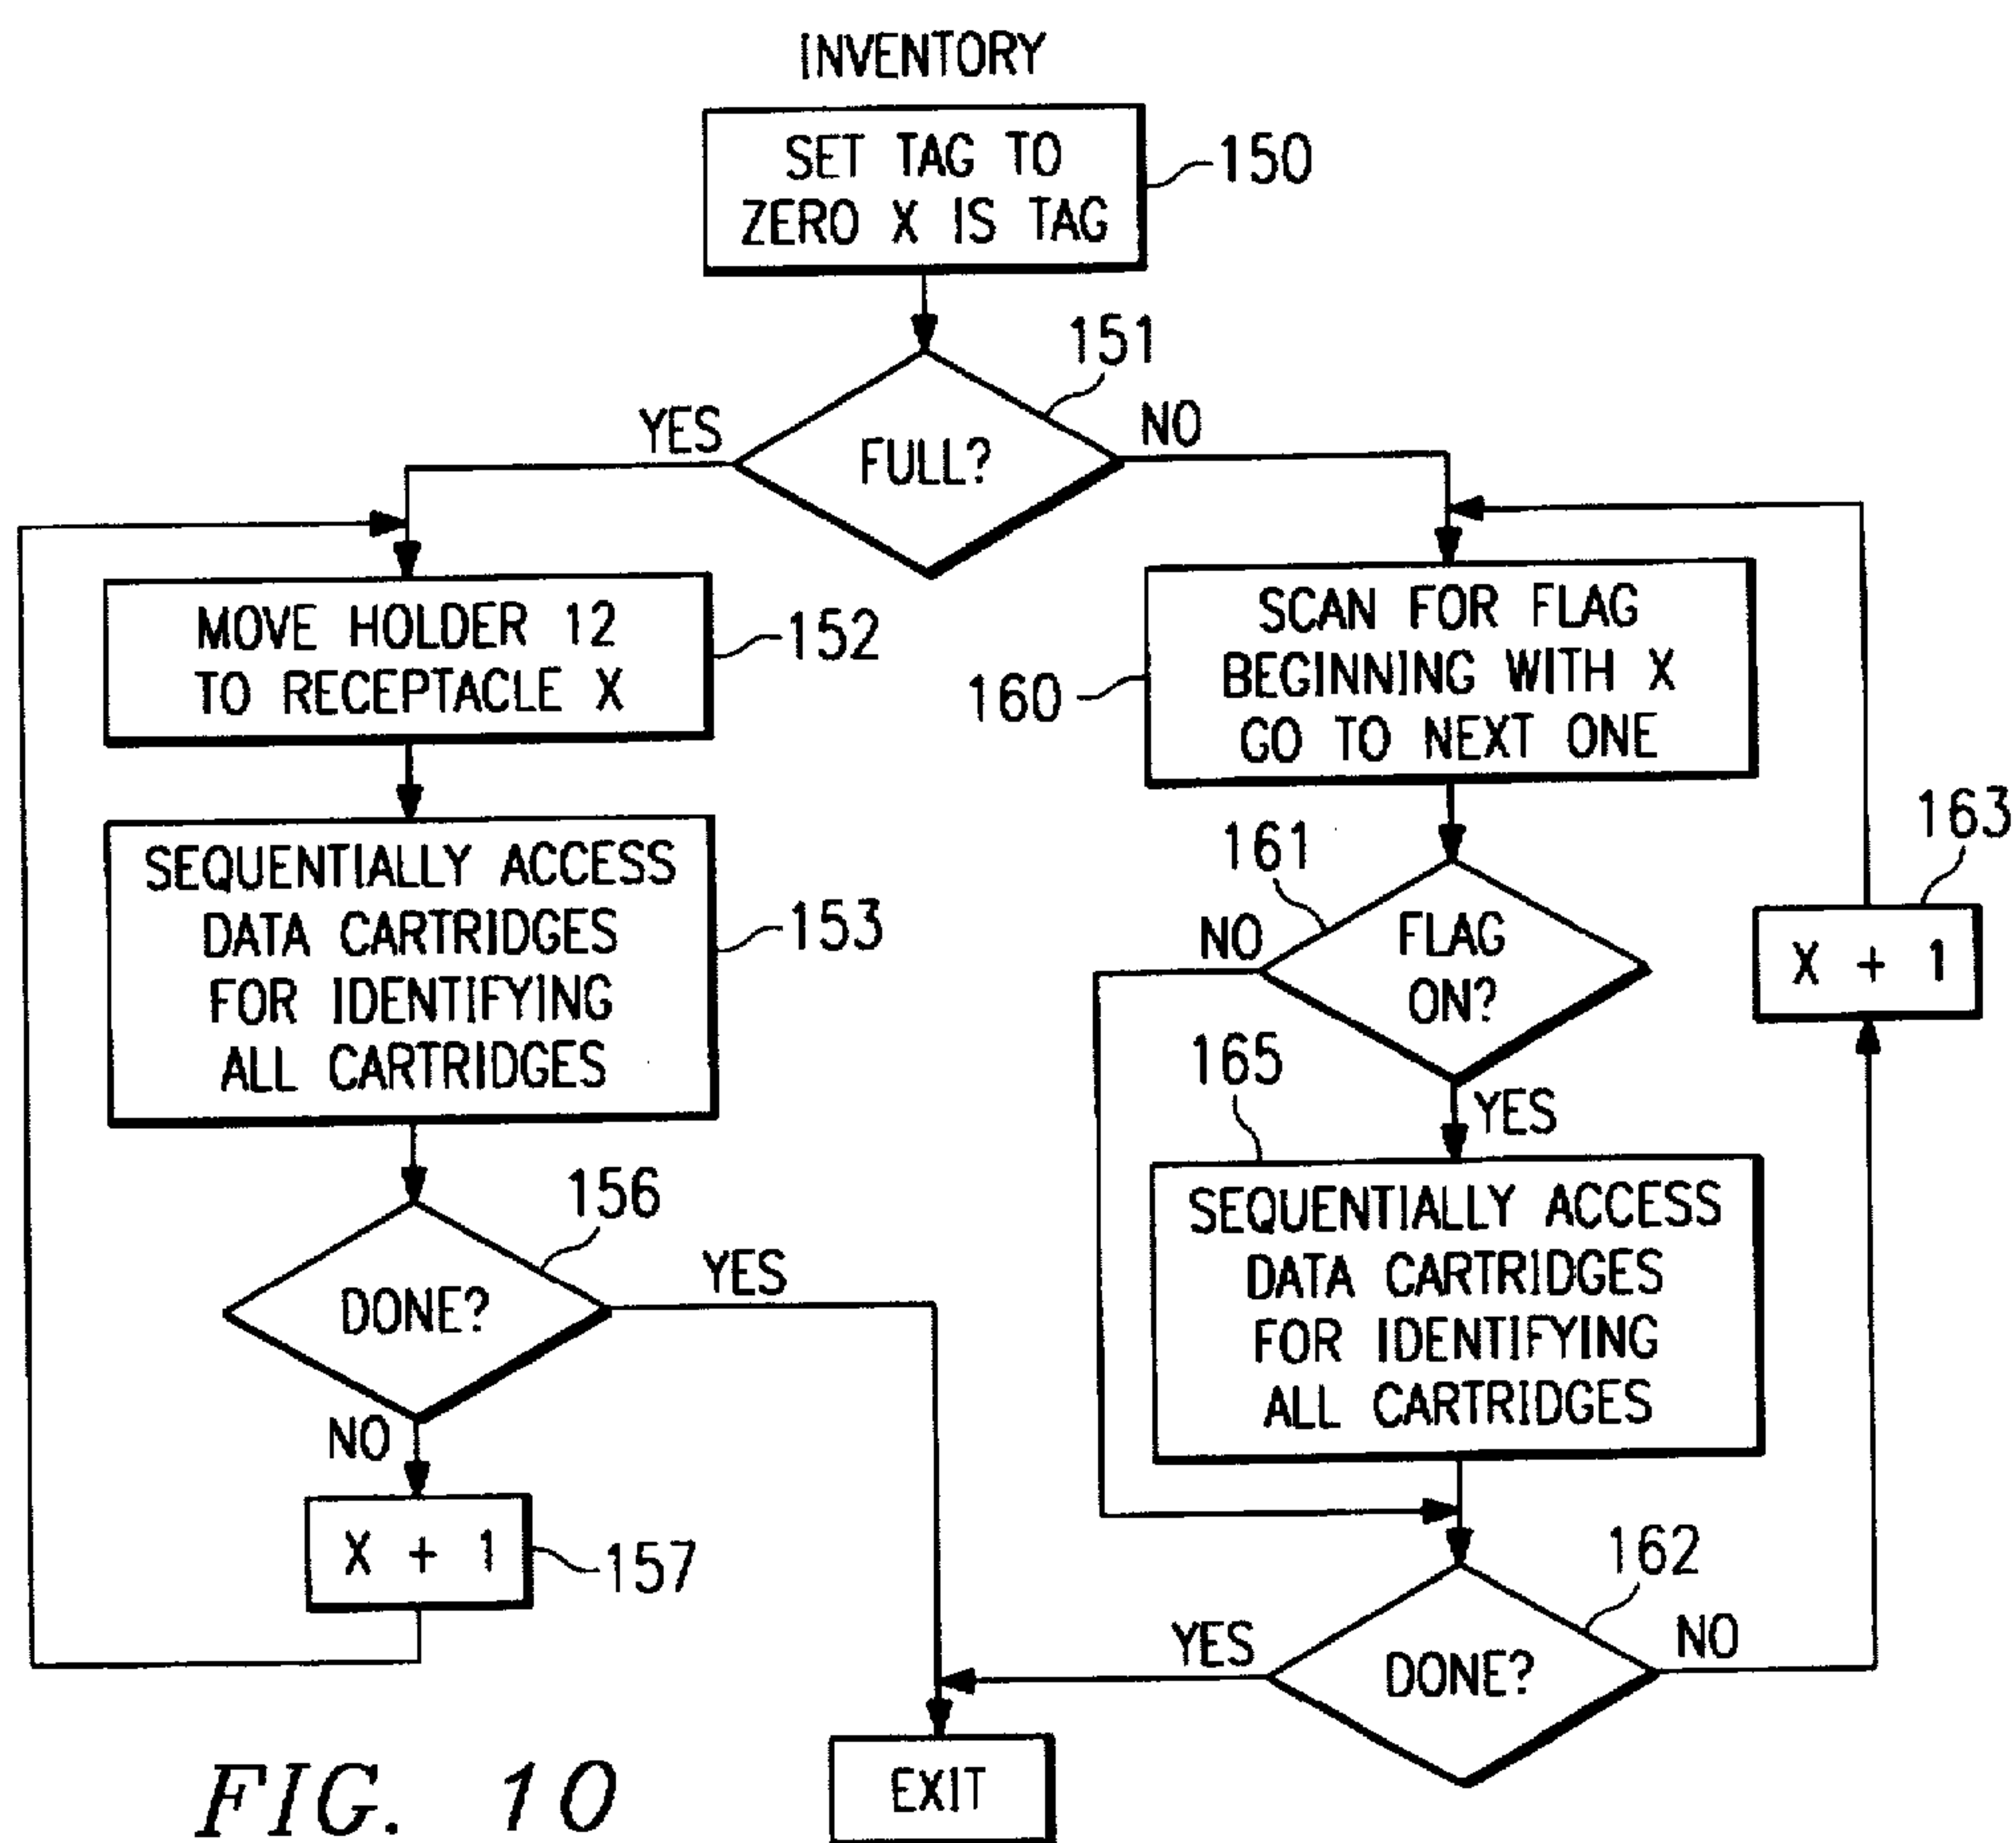 INVENTORY
SET TAG TO
ZERO X IS TAG
150
151
YES
FULL?
NO
MOVE HOLDER 12
TO RECEPTACLE X
152
SEQUENTIALLY ACCESS
DATA CARTRIDGES
FOR IDENTIFYING
ALL CARTRIDGES
153
156
DONE?
YES
NO
X + 1
157
SCAN FOR FLAG
BEGINNING WITH X
GO TO NEXT ONE
160
161
NO
FLAG
ON?
163
X + 1
165
YES
SEQUENTIALLY ACCESS
DATA CARTRIDGES
FOR IDENTIFYING
ALL CARTRIDGES
162
YES
DONE?
NO
EXIT
FIG. 10